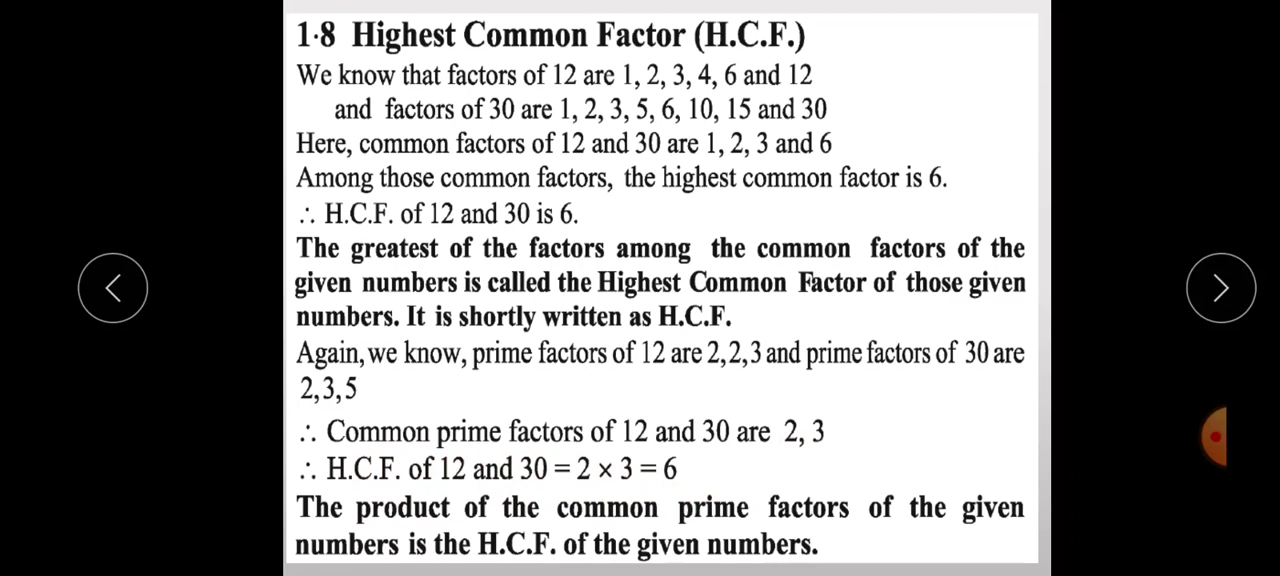 1·8 Highest Common Factor (H.C.F.)
We know that factors of 12 are 1, 2, 3, 4, 6 and 12
and factors of 30 are 1, 2, 3, 5, 6, 10, 15 and 30
Here, common factors of 12 and 30 are 1, 2, 3 and 6
Among those common factors, the highest common factor is 6.
∴ H.C.F. of 12 and 30 is 6.
The greatest of the factors among the common factors of the
given numbers is called the Highest Common Factor of those given
numbers. It is shortly written as H.C.F.
Again, we know, prime factors of 12 are 2,2,3 and prime factors of 30 are
2,3,5
∴ Common prime factors of 12 and 30 are 2, 3
∴ H.C.F. of 12 and 30 = 2 × 3 = 6
The product of the common prime factors of the given
numbers is the H.C.F. of the given numbers.